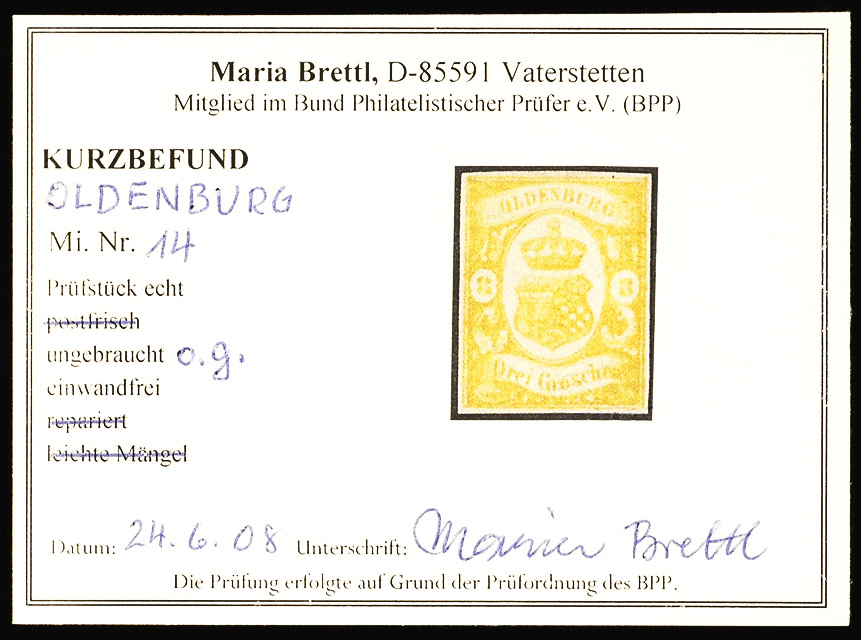 Maria Brettl, D-85591 Vaterstetten
Mitglied im Bund Philatelistischer Prüfer e.V. (BPP)
KURZBEFUND
OLDENBURG
Mi. Nr. 14
Prüfstück echt
postfrisch
ungebraucht o.g.
einwandfrei
repariert
leichte Mängel
OLDENBURG
3 3
Drei Groschen
Datum: 24.6.08 Unterschrift: Maria Brettl
Die Prüfung erfolgte auf Grund der Prüfordnung des BPP.